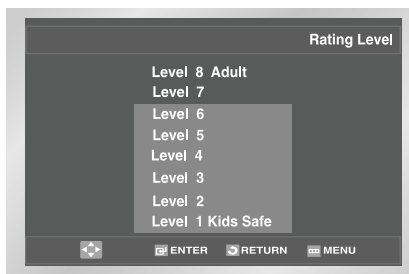 Rating Level
Level 8 Adult
Level 7
Level 6
Level 5
Level 4
Level 3
Level 2
Level 1 Kids Safe
ENTER RETURN MENU